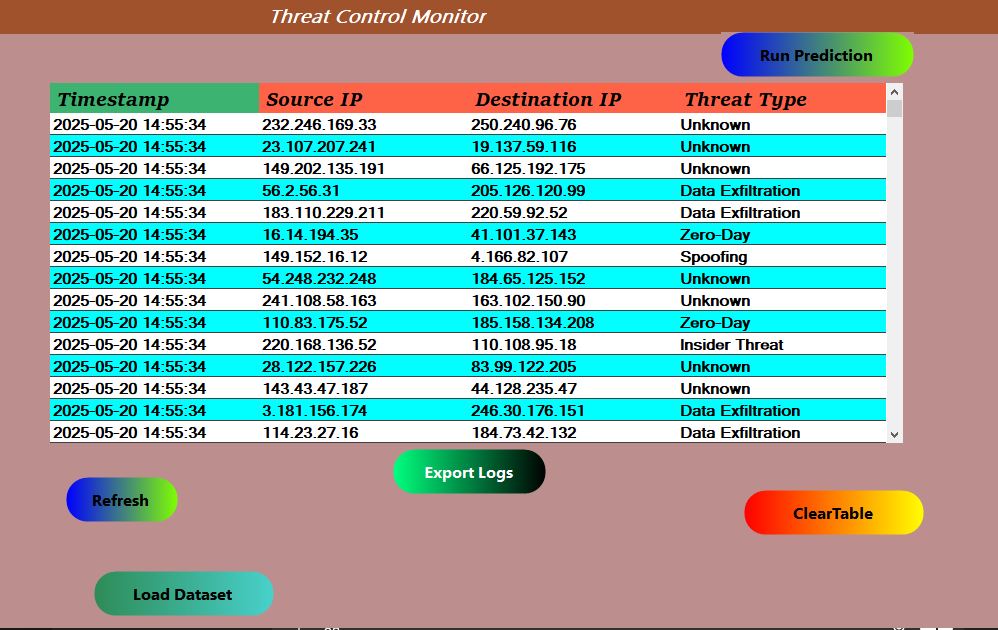 Threat Control Monitor
Run Prediction
Timestamp Source IP Destination IP Threat Type
2025-05-20 14:55:34 232.246.169.33 250.240.96.76 Unknown
2025-05-20 14:55:34 23.107.207.241 19.137.59.116 Unknown
2025-05-20 14:55:34 149.202.135.191 66.125.192.175 Unknown
2025-05-20 14:55:34 56.2.56.31 205.126.120.99 Data Exfiltration
2025-05-20 14:55:34 183.110.229.211 220.59.92.52 Data Exfiltration
2025-05-20 14:55:34 16.14.194.35 41.101.37.143 Zero-Day
2025-05-20 14:55:34 149.152.16.12 4.166.82.107 Spoofing
2025-05-20 14:55:34 54.248.232.248 184.65.125.152 Unknown
2025-05-20 14:55:34 241.108.58.163 163.102.150.90 Unknown
2025-05-20 14:55:34 110.83.175.52 185.158.134.208 Zero-Day
2025-05-20 14:55:34 220.168.136.52 110.108.95.18 Insider Threat
2025-05-20 14:55:34 28.122.157.226 83.99.122.205 Unknown
2025-05-20 14:55:34 143.43.47.187 44.128.235.47 Unknown
2025-05-20 14:55:34 3.181.156.174 246.30.176.151 Data Exfiltration
2025-05-20 14:55:34 114.23.27.16 184.73.42.132 Data Exfiltration
Export Logs
Refresh
ClearTable
Load Dataset